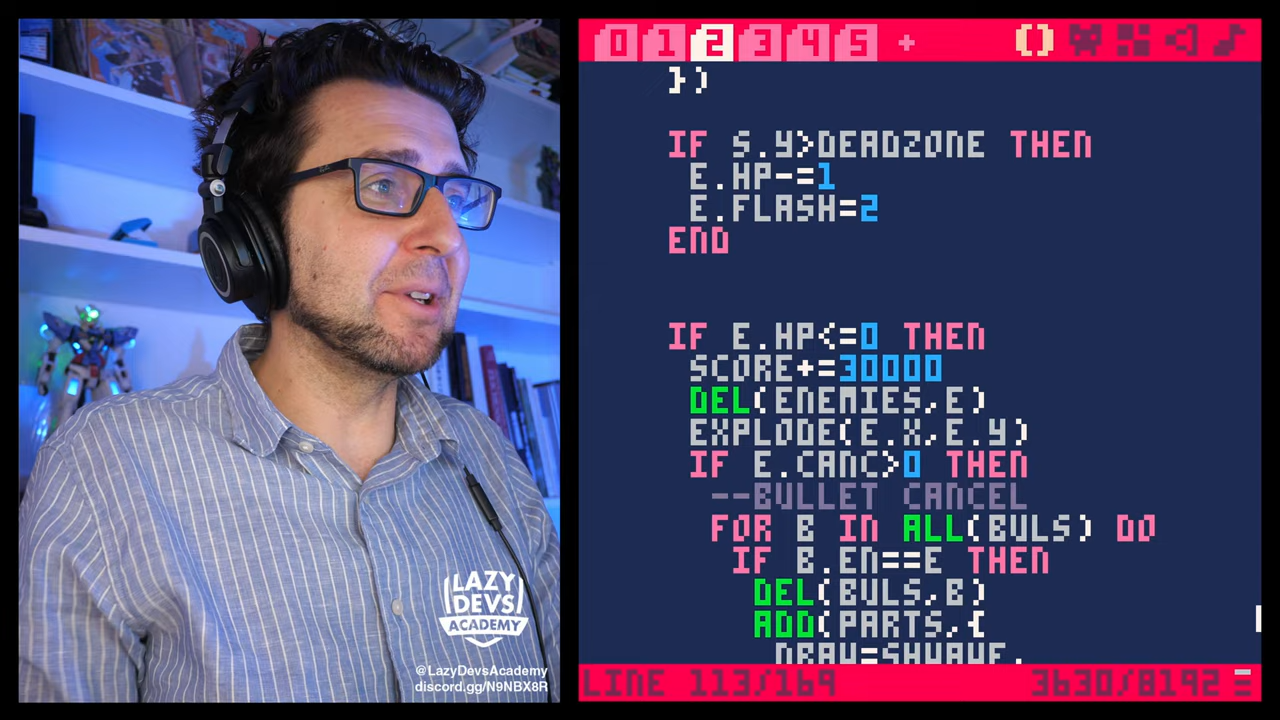 0 1 2 3 4 5 +
})
IF S.Y>DEADZONE THEN
E.HP-=1
E.FLASH=2
END
IF E.HP<=0 THEN
SCORE+=30000
DEL(ENEMIES,E)
EXPLODE(E.X,E.Y)
IF E.CANC>0 THEN
--BULLET CANCEL
FOR B IN ALL(BULS) DO
IF B.EN==E THEN
DEL(BULS,B)
ADD(PARTS,{
DRAW=SHWAVE,
LINE 113/169 3630/8192
LAZY
DEVS
ACADEMY
@LazyDevsAcademy
discord.gg/N9NBX8R